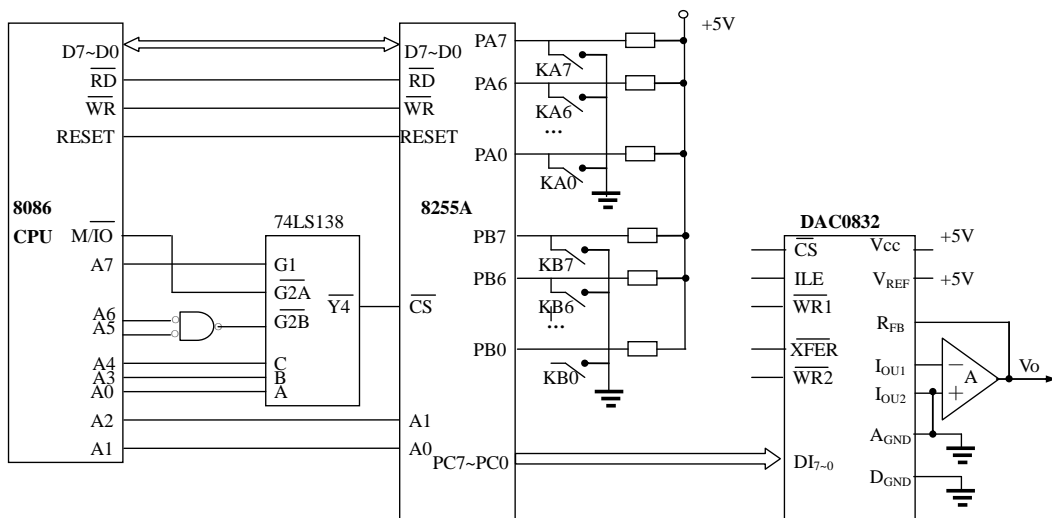 +5V
D7~D0
D7~D0
PA7
KA7
RD
RD
PA6
WR
WR
KA6
...
RESET
RESET
PA0
KA0
8086
CPU
8255A
74LS138
DAC0832
M/IO
PB7
CS
Vcc
+5V
A7
G1
KB7
G2A
PB6
ILE
VREF
+5V
KB6
Y4
CS
WR1
A6
A5
G2B
...
RFB
PB0
XFER
A4
C
KB0
IOU1
−
A
Vo
A3
B
WR2
A0
A
IOU2
+
A2
A1
AGND
A1
A0
PC7~PC0
DI7~0
DGND